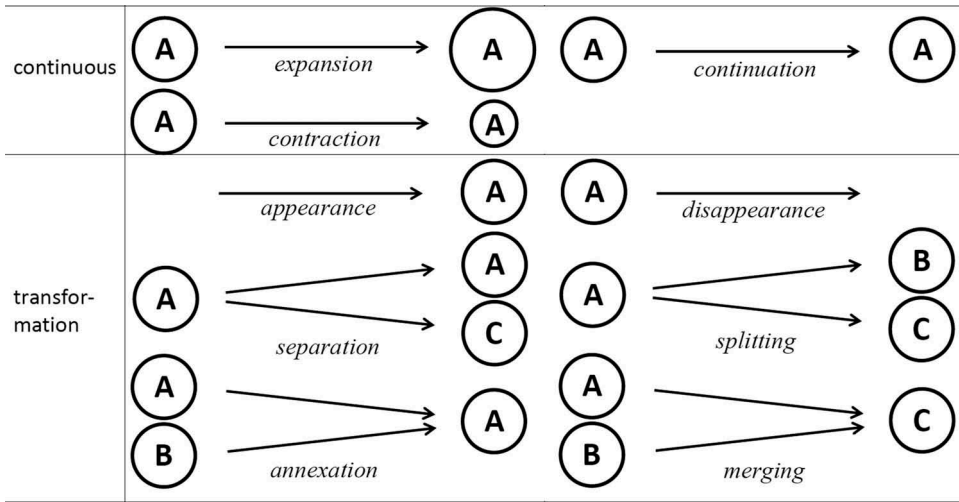 continuous
A
expansion
A
A
continuation
A
A
contraction
A
transfor-
mation
appearance
A
A
disappearance
A
separation
A
C
A
splitting
B
C
A
B
annexation
A
A
B
merging
C